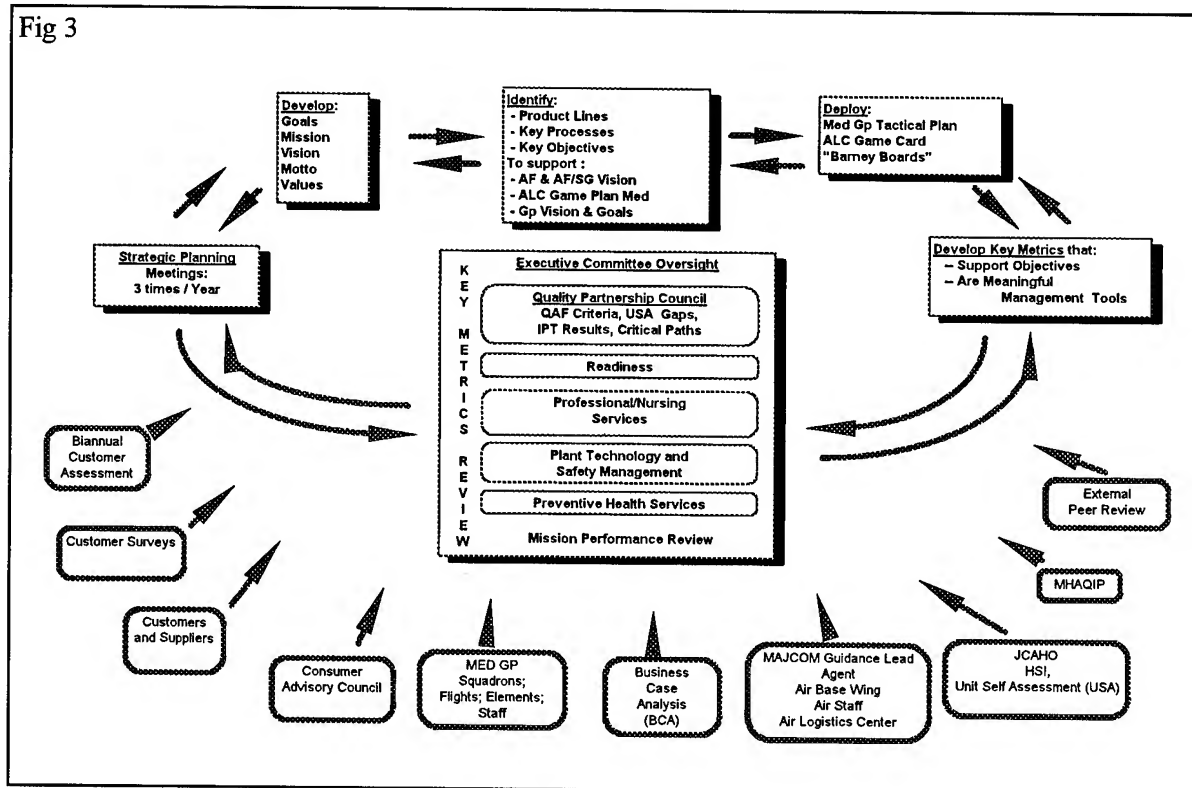 Fig 3
Develop:
Goals
Mission
Vision
Motto
Values
Identify:
- Product Lines
- Key Processes
- Key Objectives
To support :
- AF & AF/SG Vision
- ALC Game Plan Med
- Gp Vision & Goals
Deploy:
Med Gp Tactical Plan
ALC Game Card
"Barney Boards"
Strategic Planning
Meetings:
3 times / Year
KEY METRICS REVIEW
Executive Committee Oversight
Quality Partnership Council
QAF Criteria, USA Gaps,
IPT Results, Critical Paths
Readiness
Professional/Nursing
Services
Plant Technology and
Safety Management
Preventive Health Services
Mission Performance Review
Develop Key Metrics that:
– Support Objectives
– Are Meaningful
Management Tools
Biannual
Customer
Assessment
Customer Surveys
Customers
and Suppliers
Consumer
Advisory Council
MED GP
Squadrons;
Flights; Elements;
Staff
Business
Case
Analysis
(BCA)
MAJCOM Guidance Lead
Agent
Air Base Wing
Air Staff
Air Logistics Center
JCAHO
HSI,
Unit Self Assessment (USA)
MHAQIP
External
Peer Review